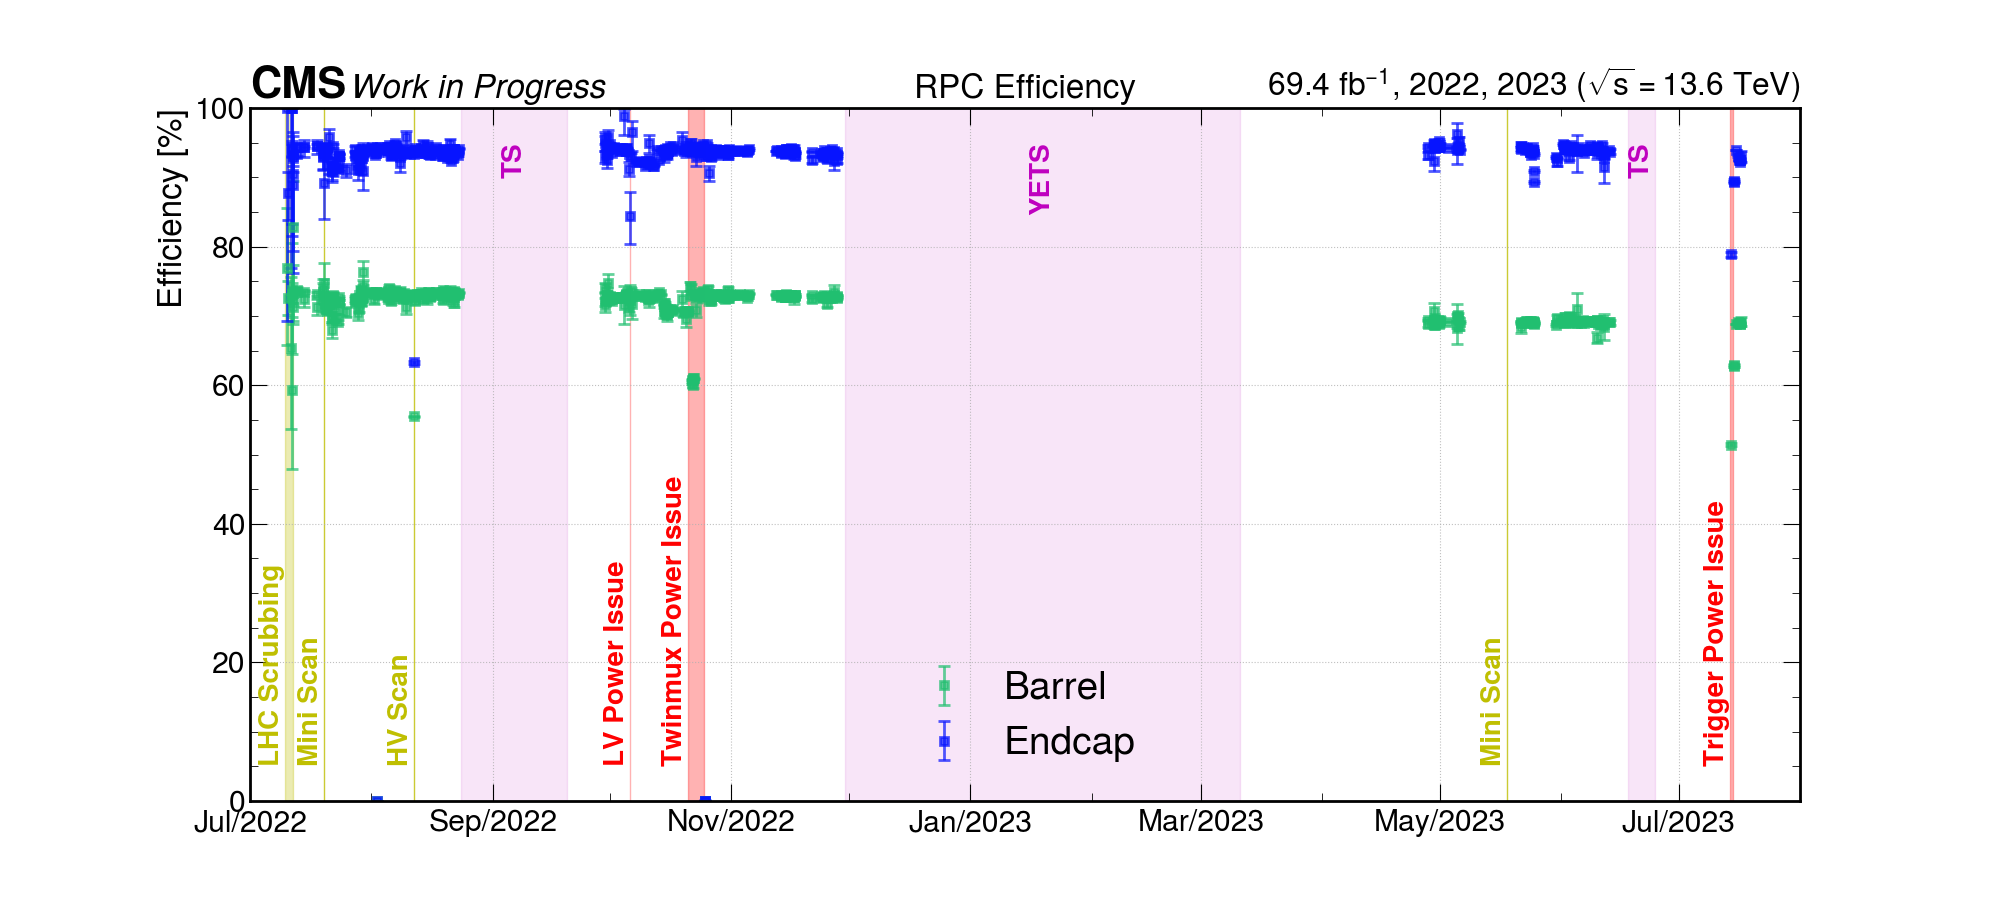 CMS Work in Progress RPC Efficiency 69.4 fb⁻¹, 2022, 2023 (√s = 13.6 TeV)
Efficiency [%]
100
80
60
40
20
0
LHC Scrubbing
Mini Scan
HV Scan
TS
LV Power Issue
Twinmux Power Issue
YETS
Mini Scan
TS
Trigger Power Issue
Barrel
Endcap
Jul/2022 Sep/2022 Nov/2022 Jan/2023 Mar/2023 May/2023 Jul/2023